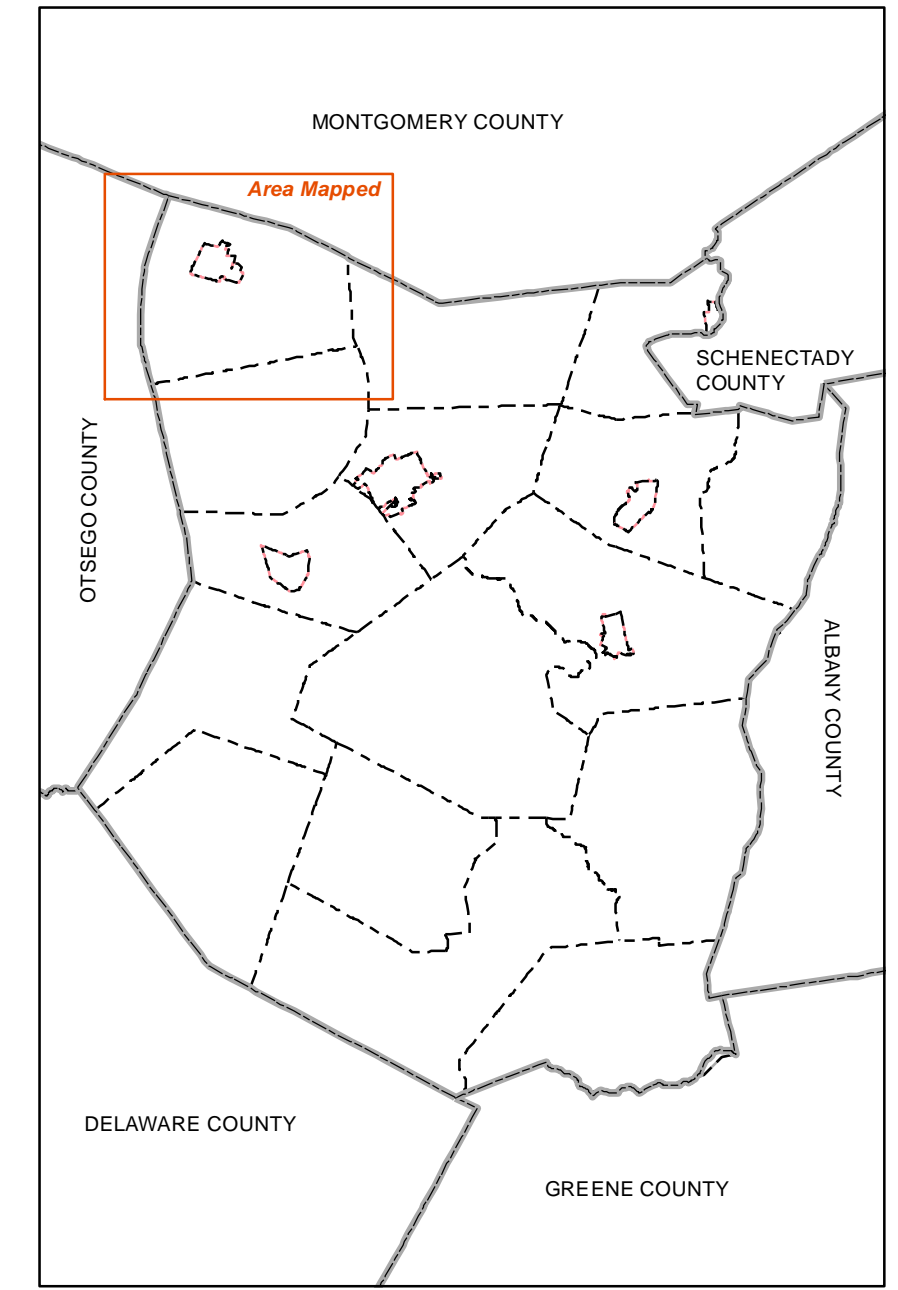 MONTGOMERY COUNTY
Area Mapped
SCHENECTADY
COUNTY
OTSEGO COUNTY
ALBANY COUNTY
DELAWARE COUNTY
GREENE COUNTY